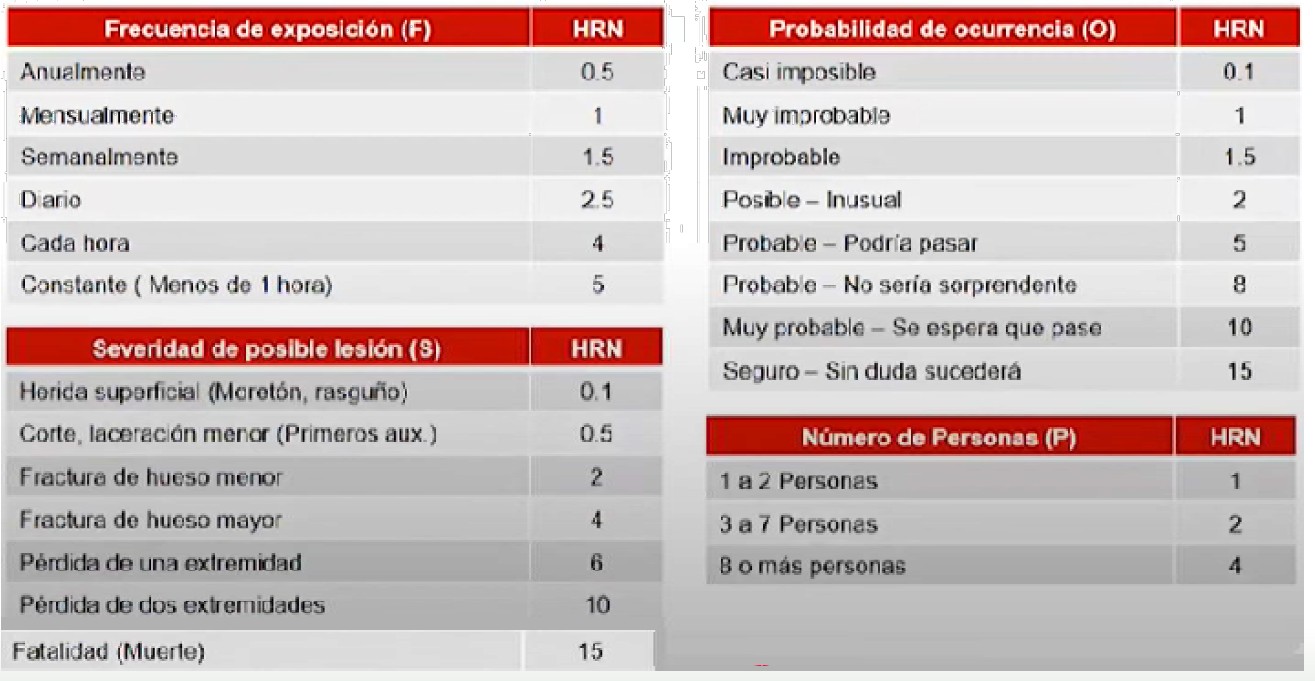 Frecuencia de exposición (F) HRN
Anualmente 0.5
Mensualmente 1
Semanalmente 1.5
Diario 2.5
Cada hora 4
Constante ( Menos de 1 hora) 5
Severidad de posible lesión (S) HRN
Herida superficial (Moretón, rasguño) 0.1
Corte, laceración menor (Primeros aux.) 0.5
Fractura de hueso menor 2
Fractura de hueso mayor 4
Pérdida de una extremidad 6
Pérdida de dos extremidades 10
Fatalidad (Muerte) 15
Probabilidad de ocurrencia (O) HRN
Casi imposible 0.1
Muy improbable 1
Improbable 1.5
Posible – Inusual 2
Probable – Podría pasar 5
Probable – No sería sorprendente 8
Muy probable – Se espera que pase 10
Seguro – Sin duda sucederá 15
Número de Personas (P) HRN
1 a 2 Personas 1
3 a 7 Personas 2
8 o más personas 4